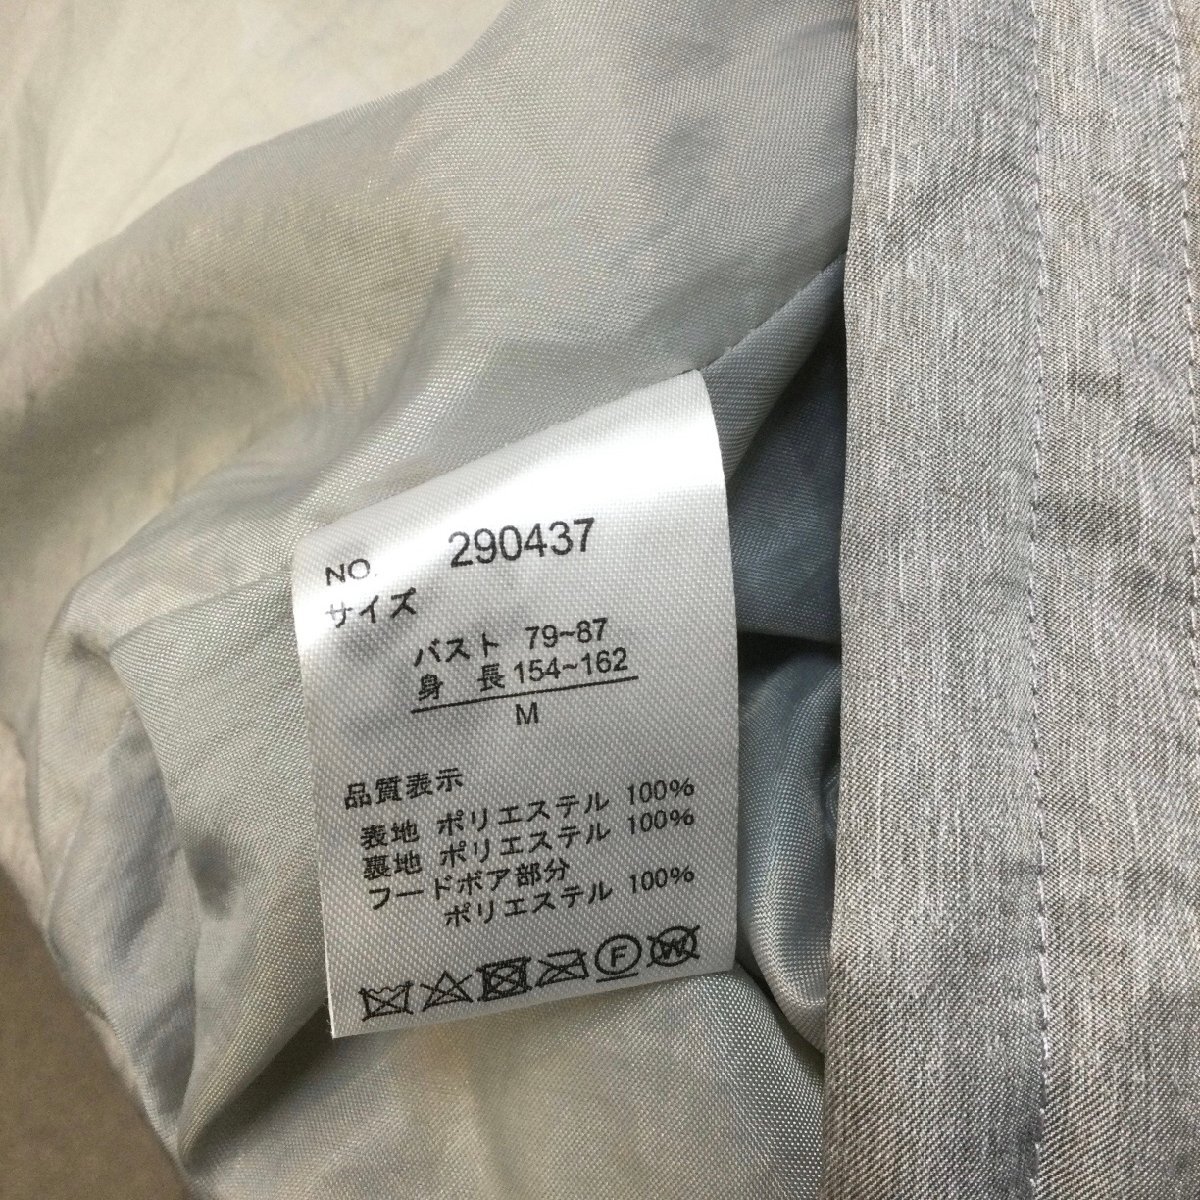 NO. 290437
サイズ
バスト 79~87
身 長 154~162
M
品質表示
表地 ポリエステル 100%
裏地 ポリエステル 100%
フードボア部分
ポリエステル 100%
F W